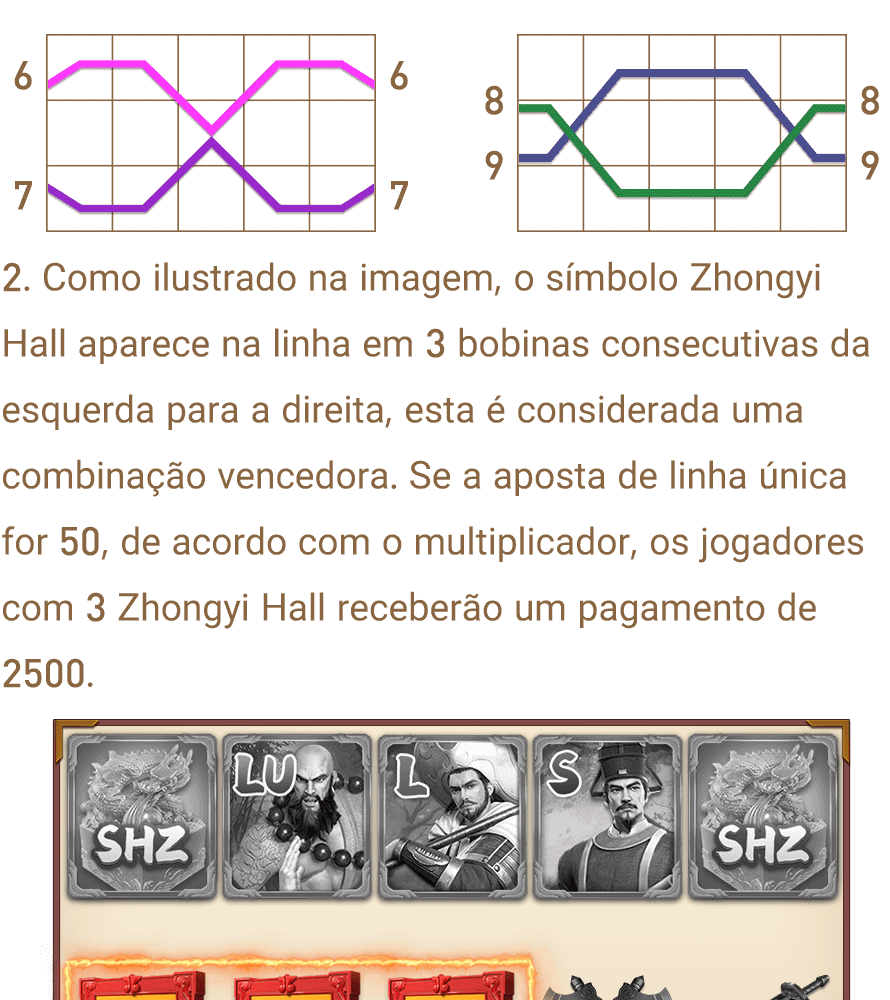 6 6 8 8
7 7 9 9
2. Como ilustrado na imagem, o símbolo Zhongyi
Hall aparece na linha em 3 bobinas consecutivas da
esquerda para a direita, esta é considerada uma
combinação vencedora. Se a aposta de linha única
for 50, de acordo com o multiplicador, os jogadores
com 3 Zhongyi Hall receberão um pagamento de
2500.
LU L S
SHZ SHZ